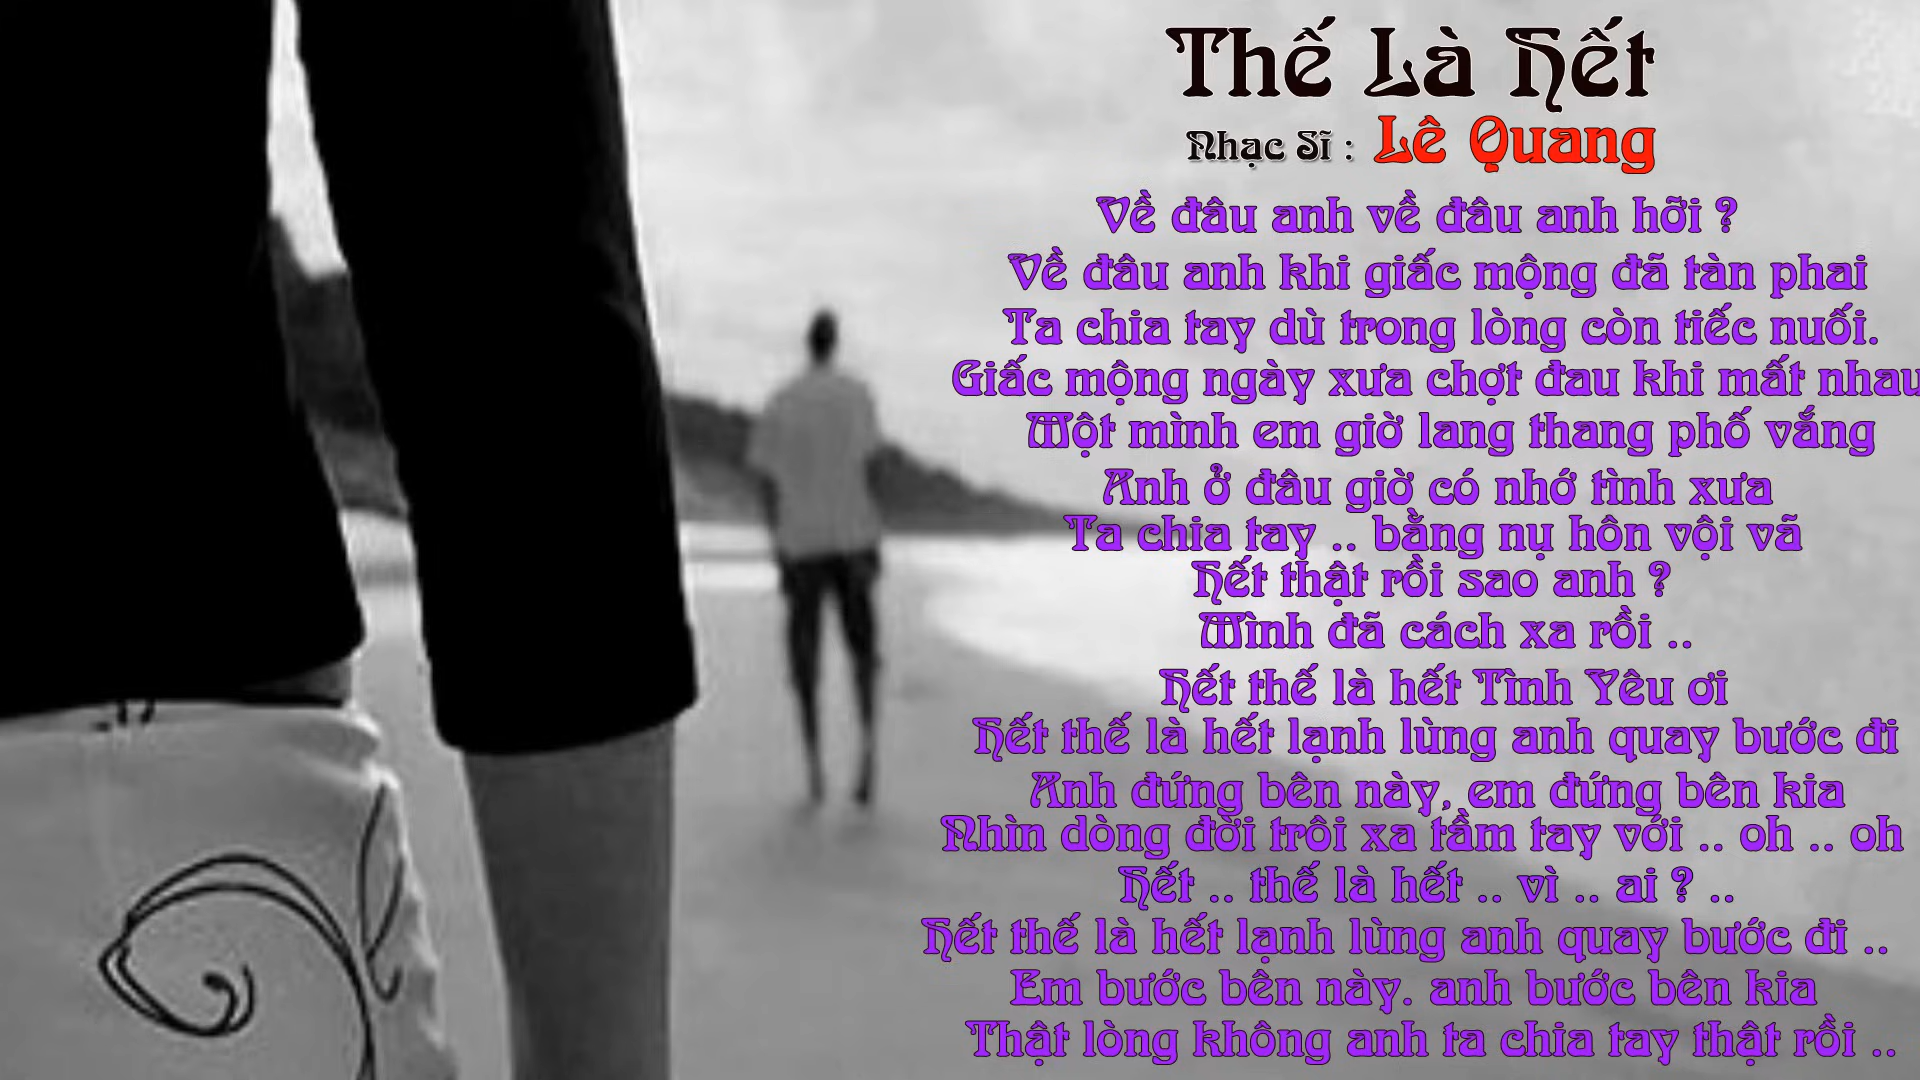 Thế Là Hết
Nhạc Sĩ : Lê Quang
Về đâu anh về đâu anh hỡi ?
Về đâu anh khi giấc mộng đã tàn phai
Ta chia tay dù trong lòng còn tiếc nuối.
Giấc mộng ngày xưa chợt đau khi mất nhau
Một mình em giờ lang thang phố vắng
Anh ở đâu giờ có nhớ tình xưa
Ta chia tay .. bằng nụ hôn vội vã
Hết thật rồi sao anh ?
Mình đã cách xa rồi ..
Hết thế là hết Tình Yêu ơi
Hết thế là hết lạnh lùng anh quay bước đi
Anh đứng bên này, em đứng bên kia
Nhìn dòng đời trôi xa tầm tay với .. oh .. oh
Hết .. thế là hết .. vì .. ai ? ..
Hết thế là hết lạnh lùng anh quay bước đi ..
Em bước bên này. anh bước bên kia
Thật lòng không anh ta chia tay thật rồi ..